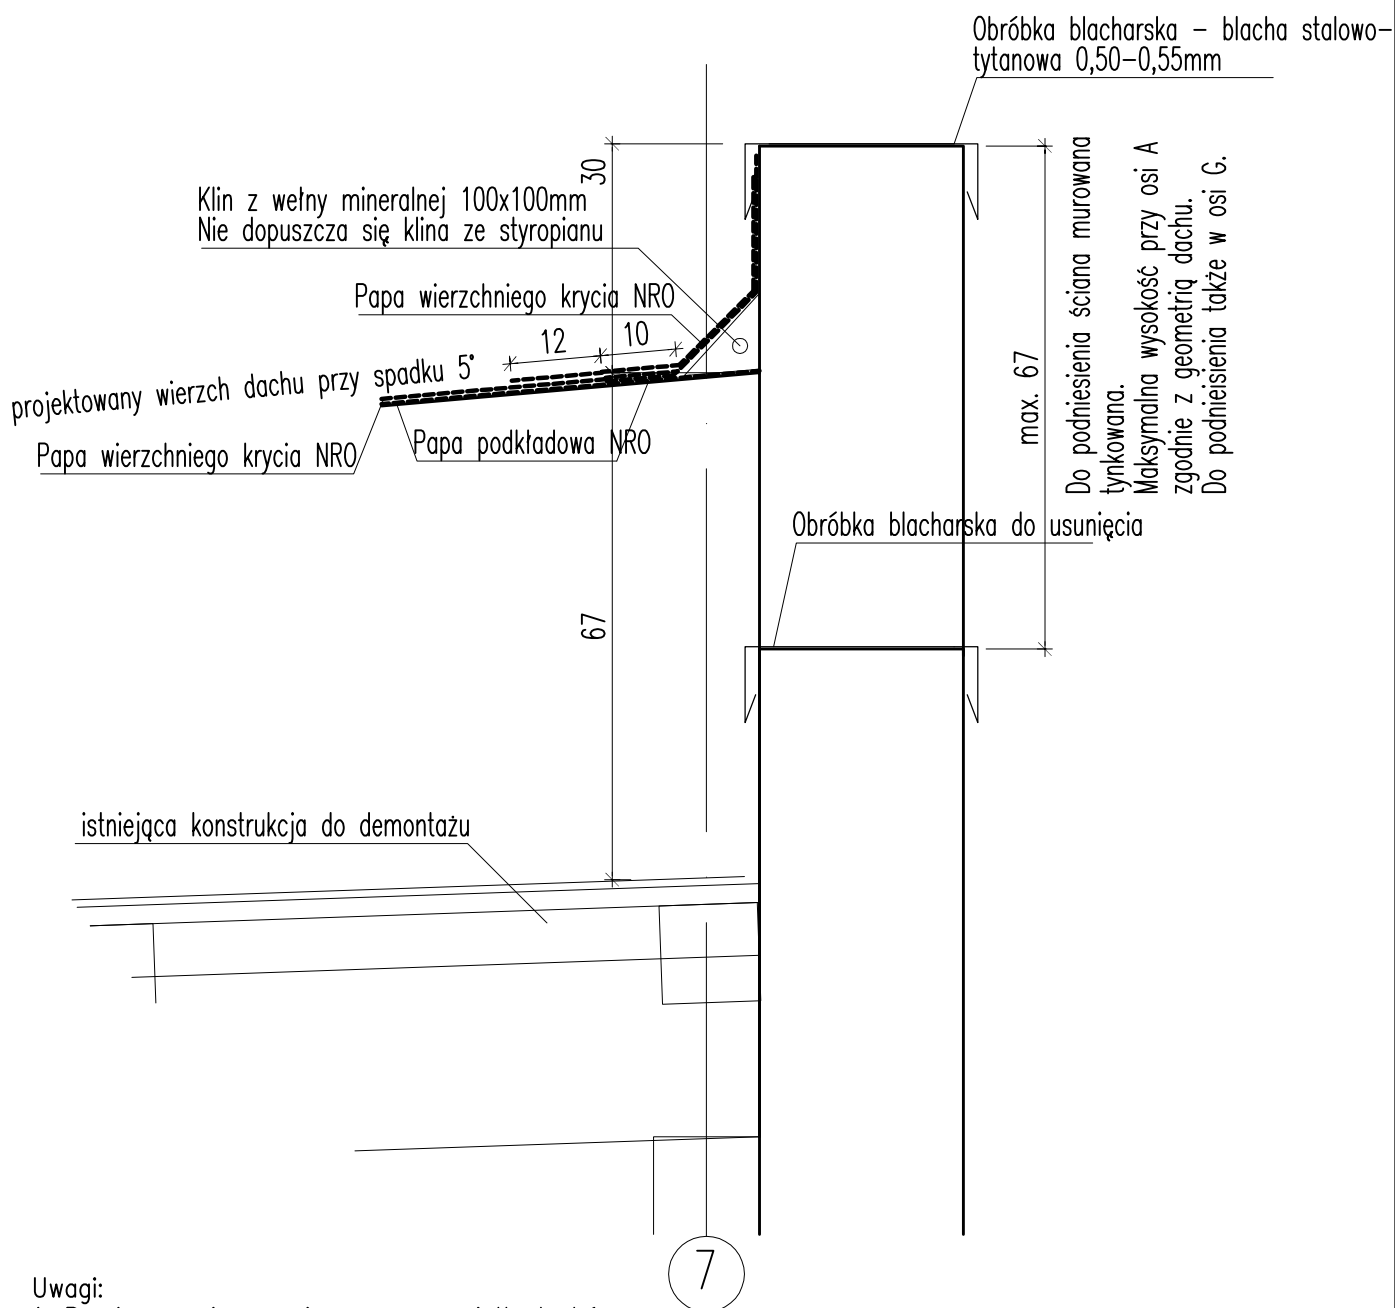 Obróbka blacharska – blacha stalowo-
tytanowa 0,50–0,55mm
30
Klin z wełny mineralnej 100x100mm
Nie dopuszcza się klina ze styropianu
Papa wierzchniego krycia NRO
12
10
projektowany wierzch dachu przy spadku 5°
Papa wierzchniego krycia NRO
Papa podkładowa NRO
max. 67
Do podniesienia ściana murowana
tynkowana.
Maksymalna wysokość przy osi A
zgodnie z geometrią dachu.
Do podnieisienia także w osi G.
Obróbka blacharska do usunięcia
67
istniejąca konstrukcja do demontażu
7
Uwagi: